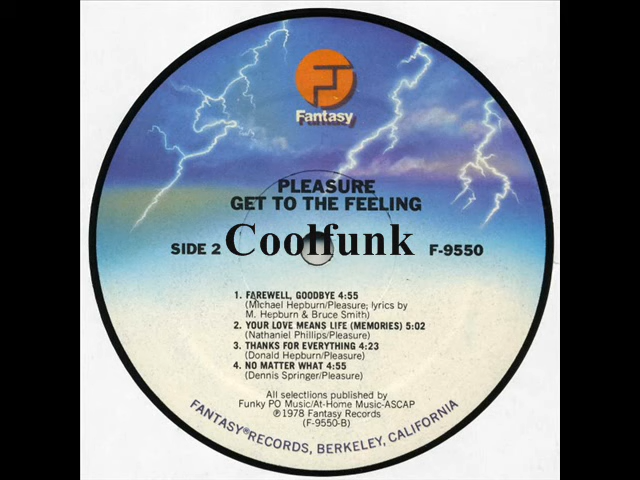 Fantasy
PLEASURE
GET TO THE FEELING
SIDE 2
Coolfunk
F-9550
1. FAREWELL, GOODBYE 4:55
(Michael Hepburn/Pleasure; lyrics by
M. Hepburn & Bruce Smith)
2. YOUR LOVE MEANS LIFE (MEMORIES) 5:02
(Nathaniel Phillips/Pleasure)
3. THANKS FOR EVERYTHING 4:23
(Donald Hepburn/Pleasure)
4. NO MATTER WHAT 4:55
(Dennis Springer/Pleasure)
All selections published by
Funky PO Music/At-Home Music-ASCAP
℗1978 Fantasy Records
(F-9550-B)
FANTASY® RECORDS, BERKELEY, CALIFORNIA